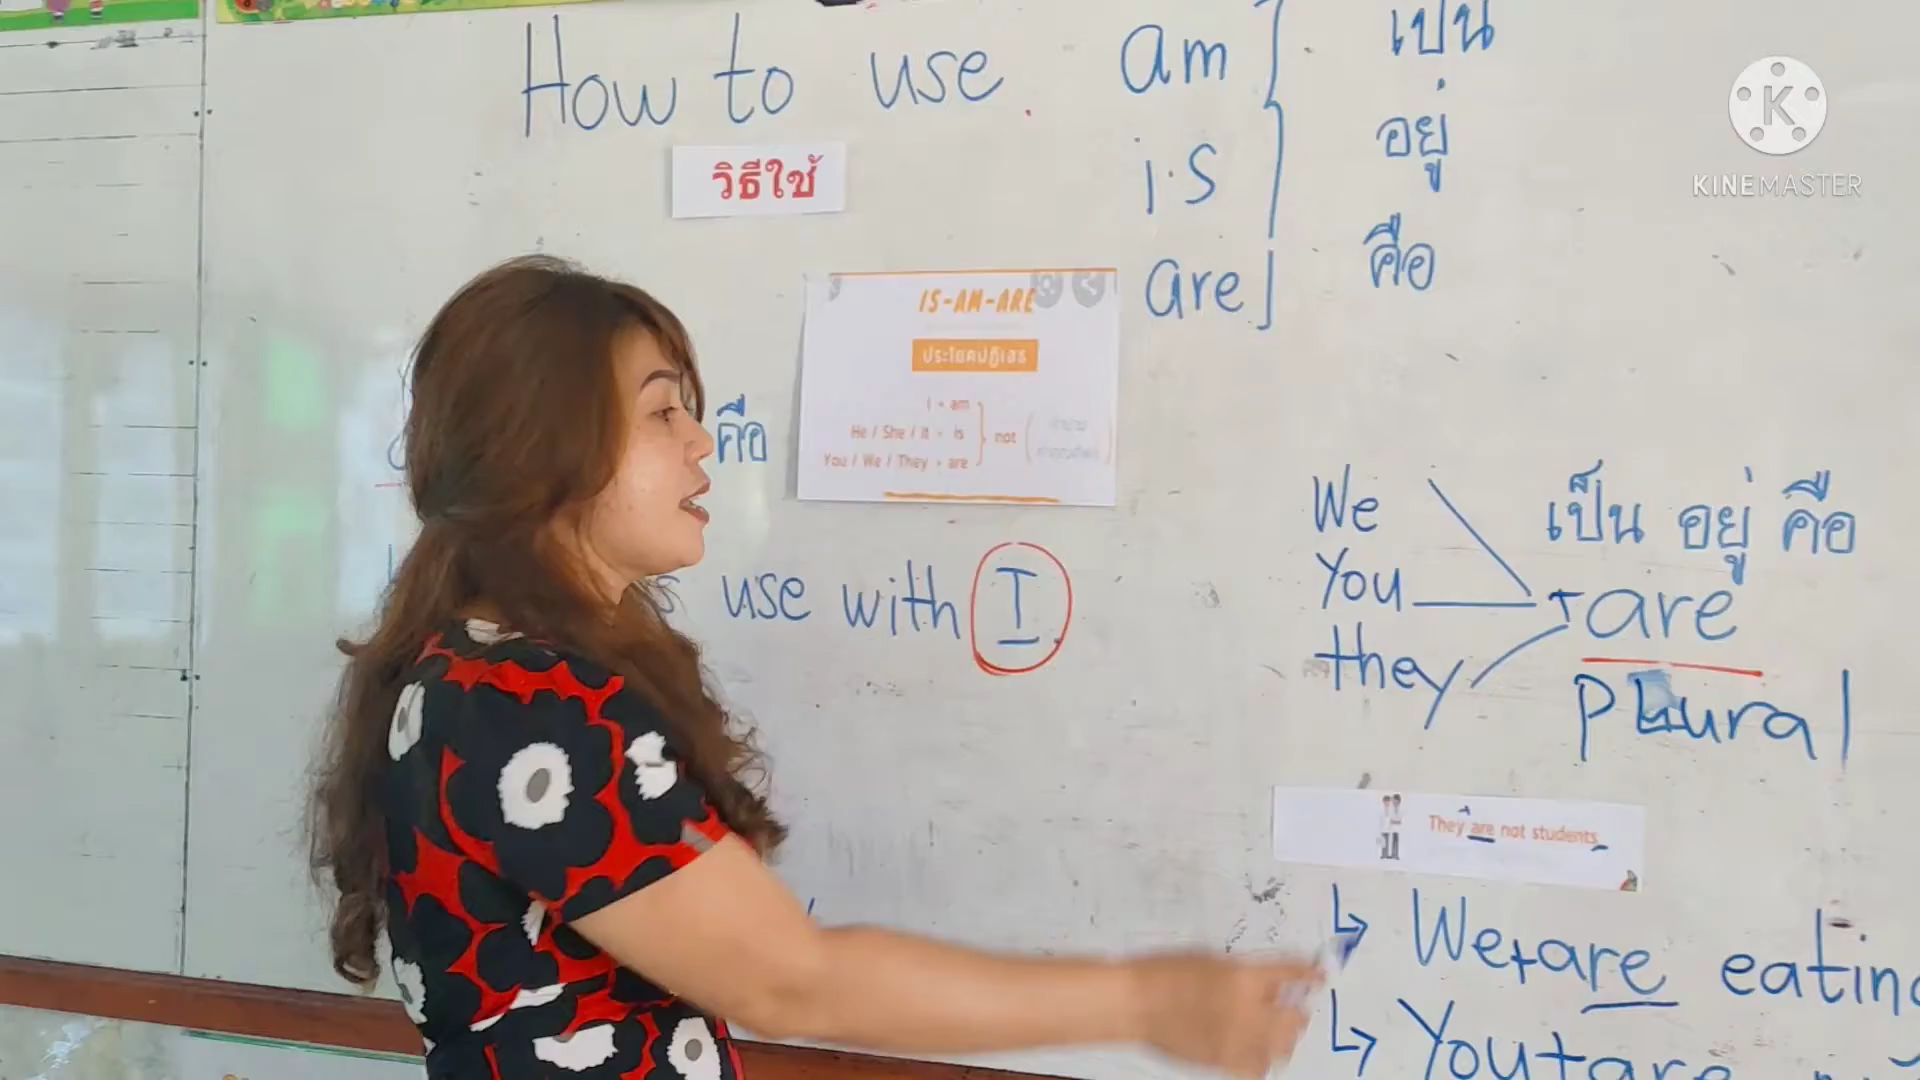 How to use am
เป็น
วิธีใช้
is
อยู่
are
คือ
KINEMASTER
IS-AM-ARE
ประโยคปฏิเสธ
I + am
He / She / It + is
You / We / They + are
not
คือ
use with I
We
You
they
เป็น อยู่ คือ
+are
plural
They are not students
We+are eating
You+are